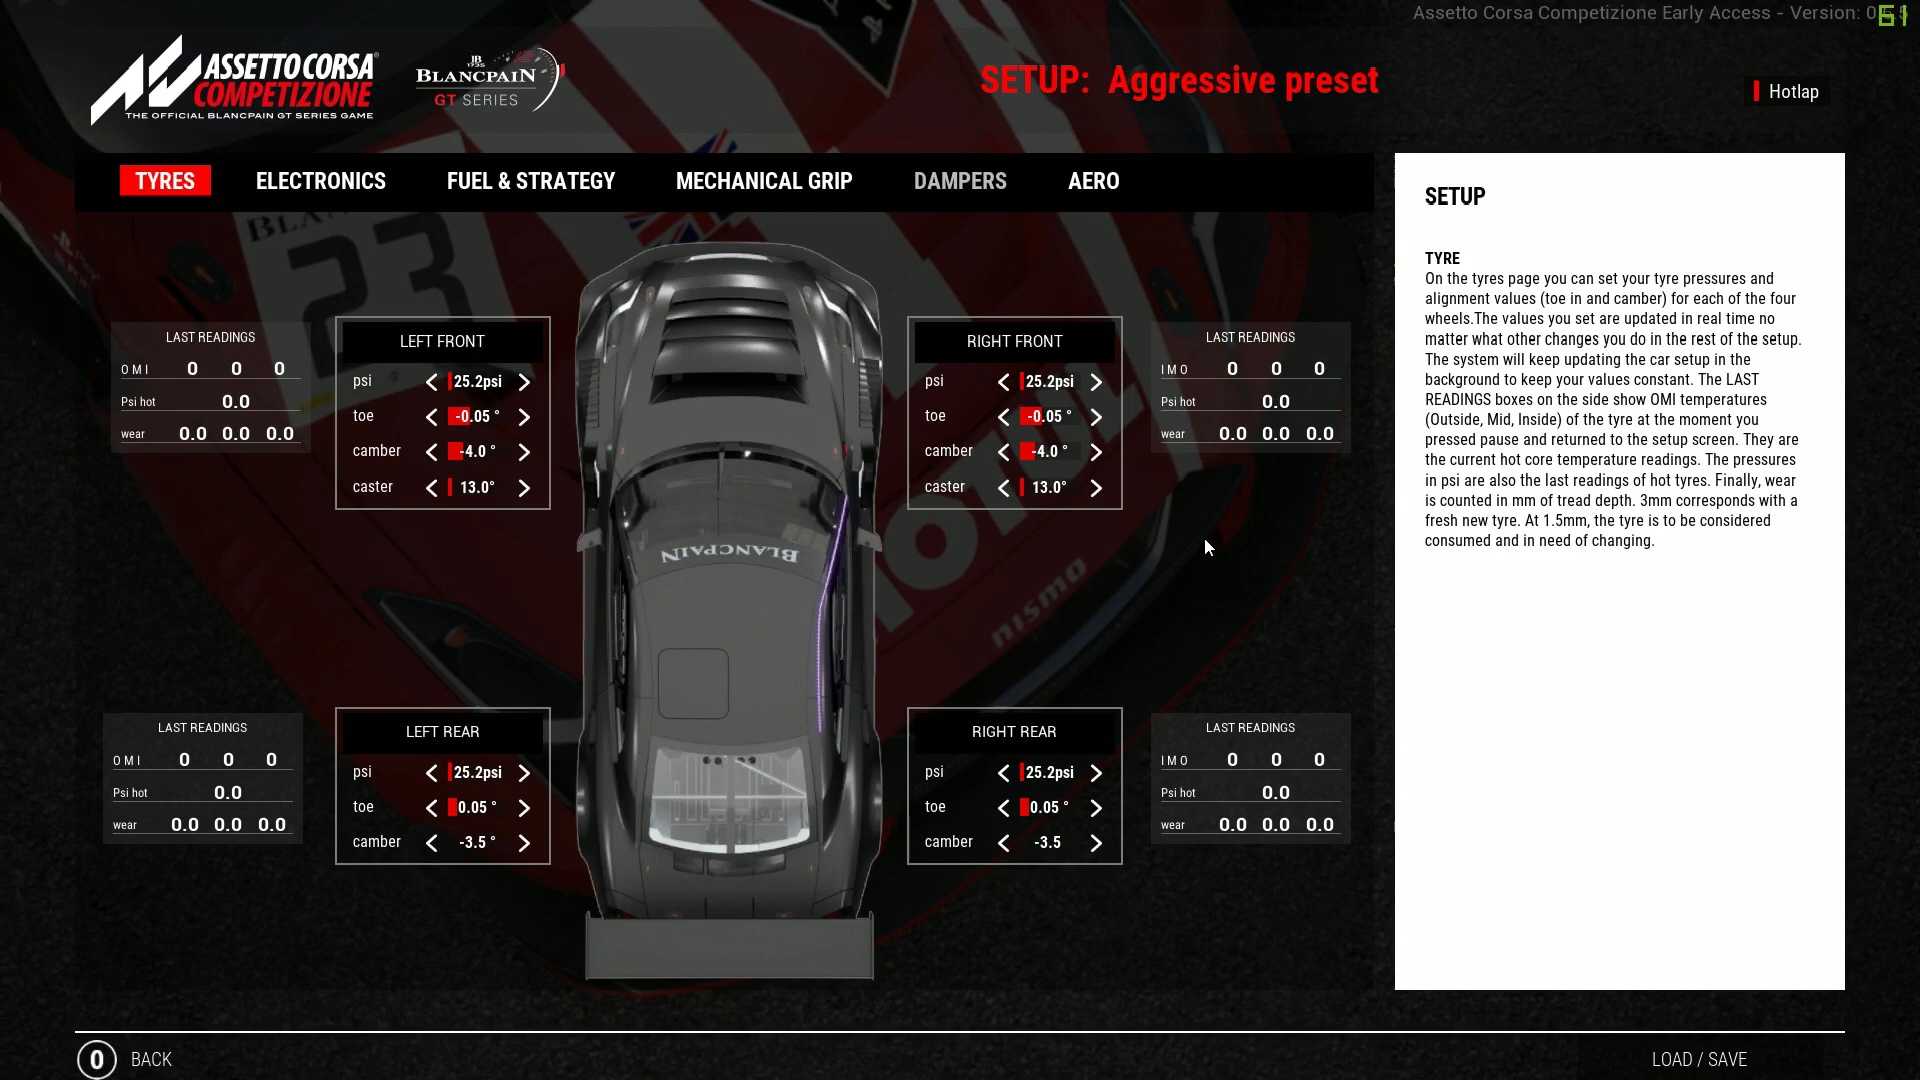 Assetto Corsa Competizione Early Access - Version: 0.
61
ASSETTO CORSA
COMPETIZIONE
THE OFFICIAL BLANCPAIN GT SERIES GAME
JB
1735
BLANCPAIN
GT SERIES
SETUP: Aggressive preset
Hotlap
TYRES ELECTRONICS FUEL & STRATEGY MECHANICAL GRIP DAMPERS AERO
LAST READINGS
O M I 0 0 0
Psi hot 0.0
wear 0.0 0.0 0.0
LEFT FRONT
psi 25.2psi
toe -0.05 °
camber -4.0 °
caster 13.0°
RIGHT FRONT
psi 25.2psi
toe -0.05 °
camber -4.0 °
caster 13.0°
LAST READINGS
I M O 0 0 0
Psi hot 0.0
wear 0.0 0.0 0.0
23
BLANCPAIN
nismo
LAST READINGS
O M I 0 0 0
Psi hot 0.0
wear 0.0 0.0 0.0
LEFT REAR
psi 25.2psi
toe 0.05 °
camber -3.5 °
RIGHT REAR
psi 25.2psi
toe 0.05 °
camber -3.5
LAST READINGS
I M O 0 0 0
Psi hot 0.0
wear 0.0 0.0 0.0
SETUP
TYRE
On the tyres page you can set your tyre pressures and
alignment values (toe in and camber) for each of the four
wheels.The values you set are updated in real time no
matter what other changes you do in the rest of the setup.
The system will keep updating the car setup in the
background to keep your values constant. The LAST
READINGS boxes on the side show OMI temperatures
(Outside, Mid, Inside) of the tyre at the moment you
pressed pause and returned to the setup screen. They are
the current hot core temperature readings. The pressures
in psi are also the last readings of hot tyres. Finally, wear
is counted in mm of tread depth. 3mm corresponds with a
fresh new tyre. At 1.5mm, the tyre is to be considered
consumed and in need of changing.
0 BACK
LOAD / SAVE